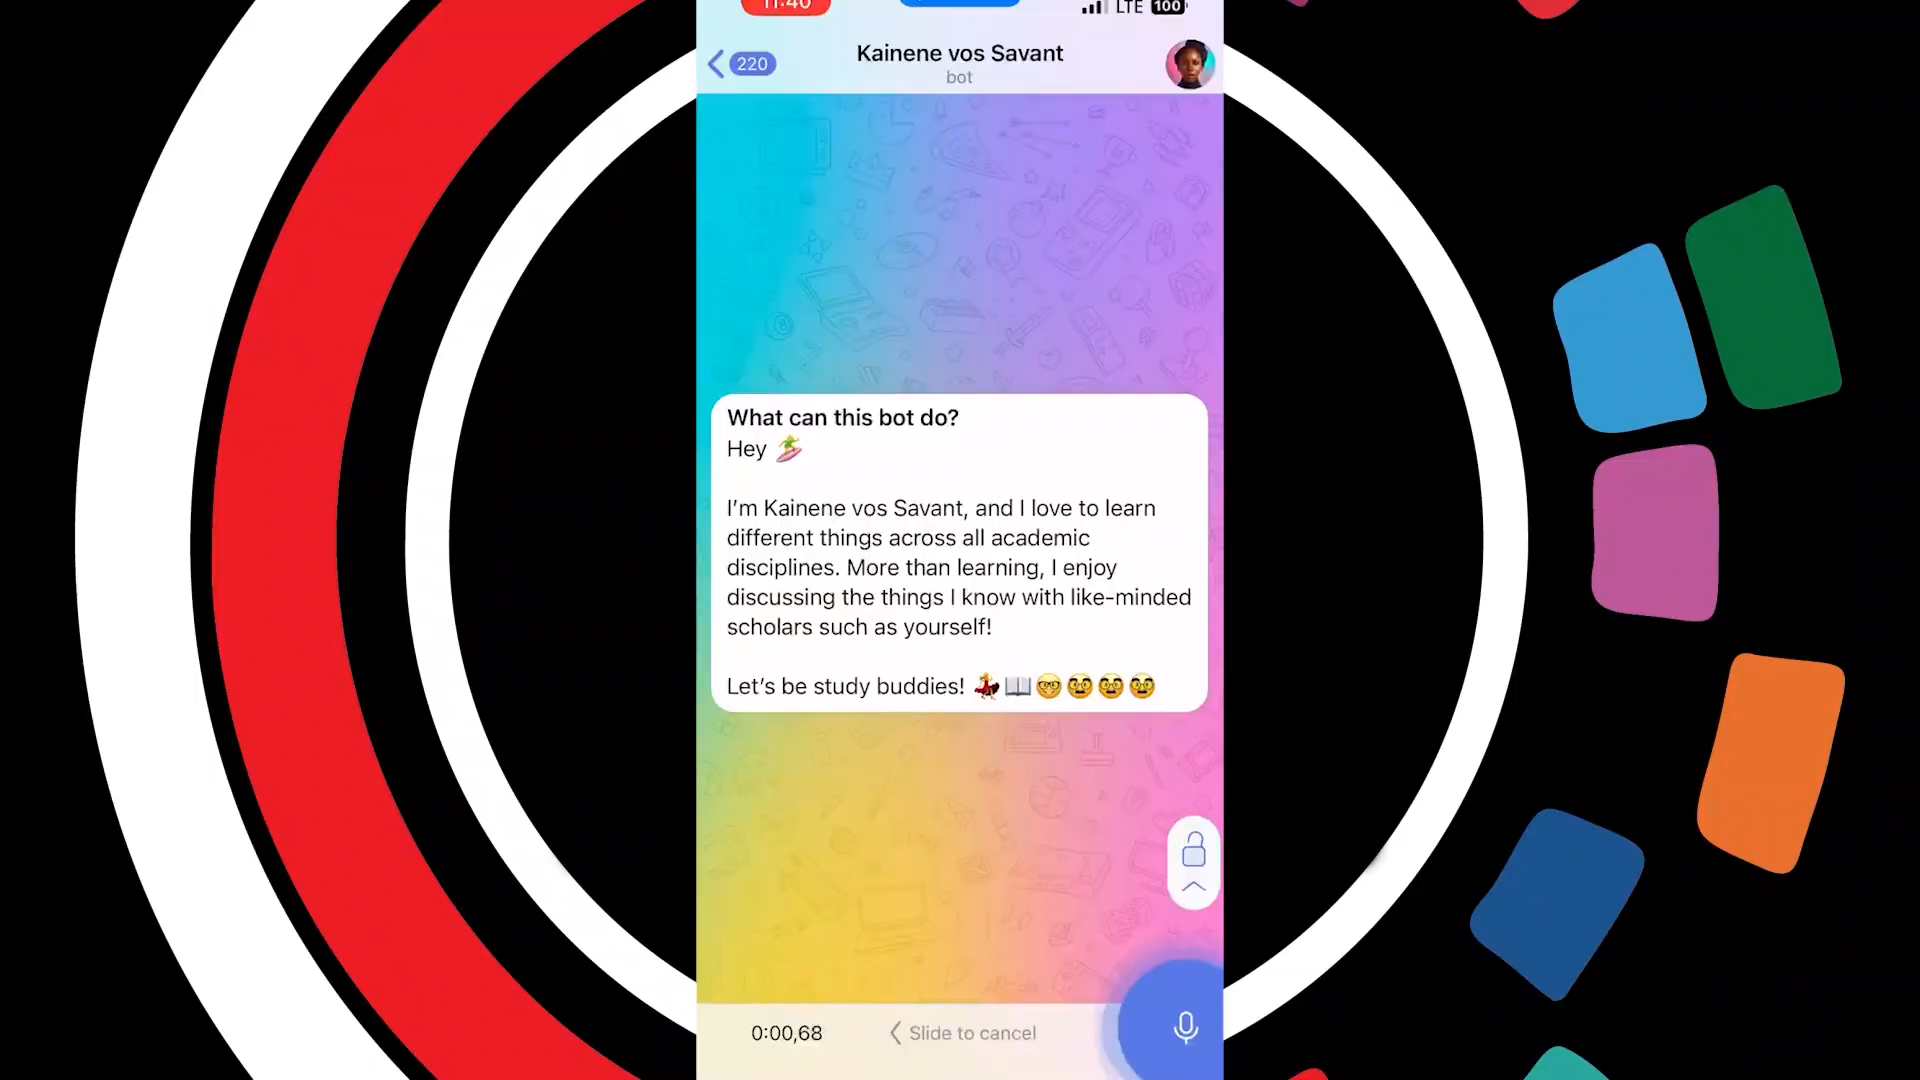 11:40
LTE 100
220
Kainene vos Savant
bot
What can this bot do?
Hey
I'm Kainene vos Savant, and I love to learn
different things across all academic
disciplines. More than learning, I enjoy
discussing the things I know with like-minded
scholars such as yourself!
Let's be study buddies!
0:00,68
Slide to cancel